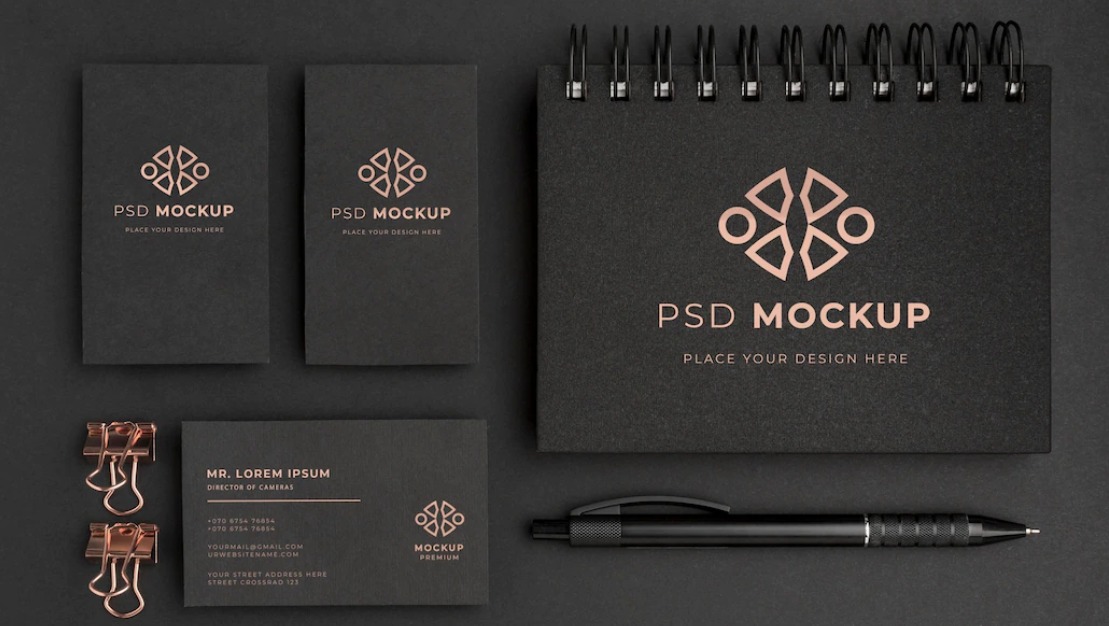 PSD MOCKUP
PLACE YOUR DESIGN HERE
PSD MOCKUP
PLACE YOUR DESIGN HERE
PSD MOCKUP
PLACE YOUR DESIGN HERE
MR. LOREM IPSUM
DIRECTOR OF CAMERAS
+070 6754 76854
+070 6754 76854
YOURMAIL@GMAIL.COM
URWEBSITENAME.COM
YOUR STREET ADDRESS HERE
STREET CROSSRAD 123
MOCKUP
PREMIUM